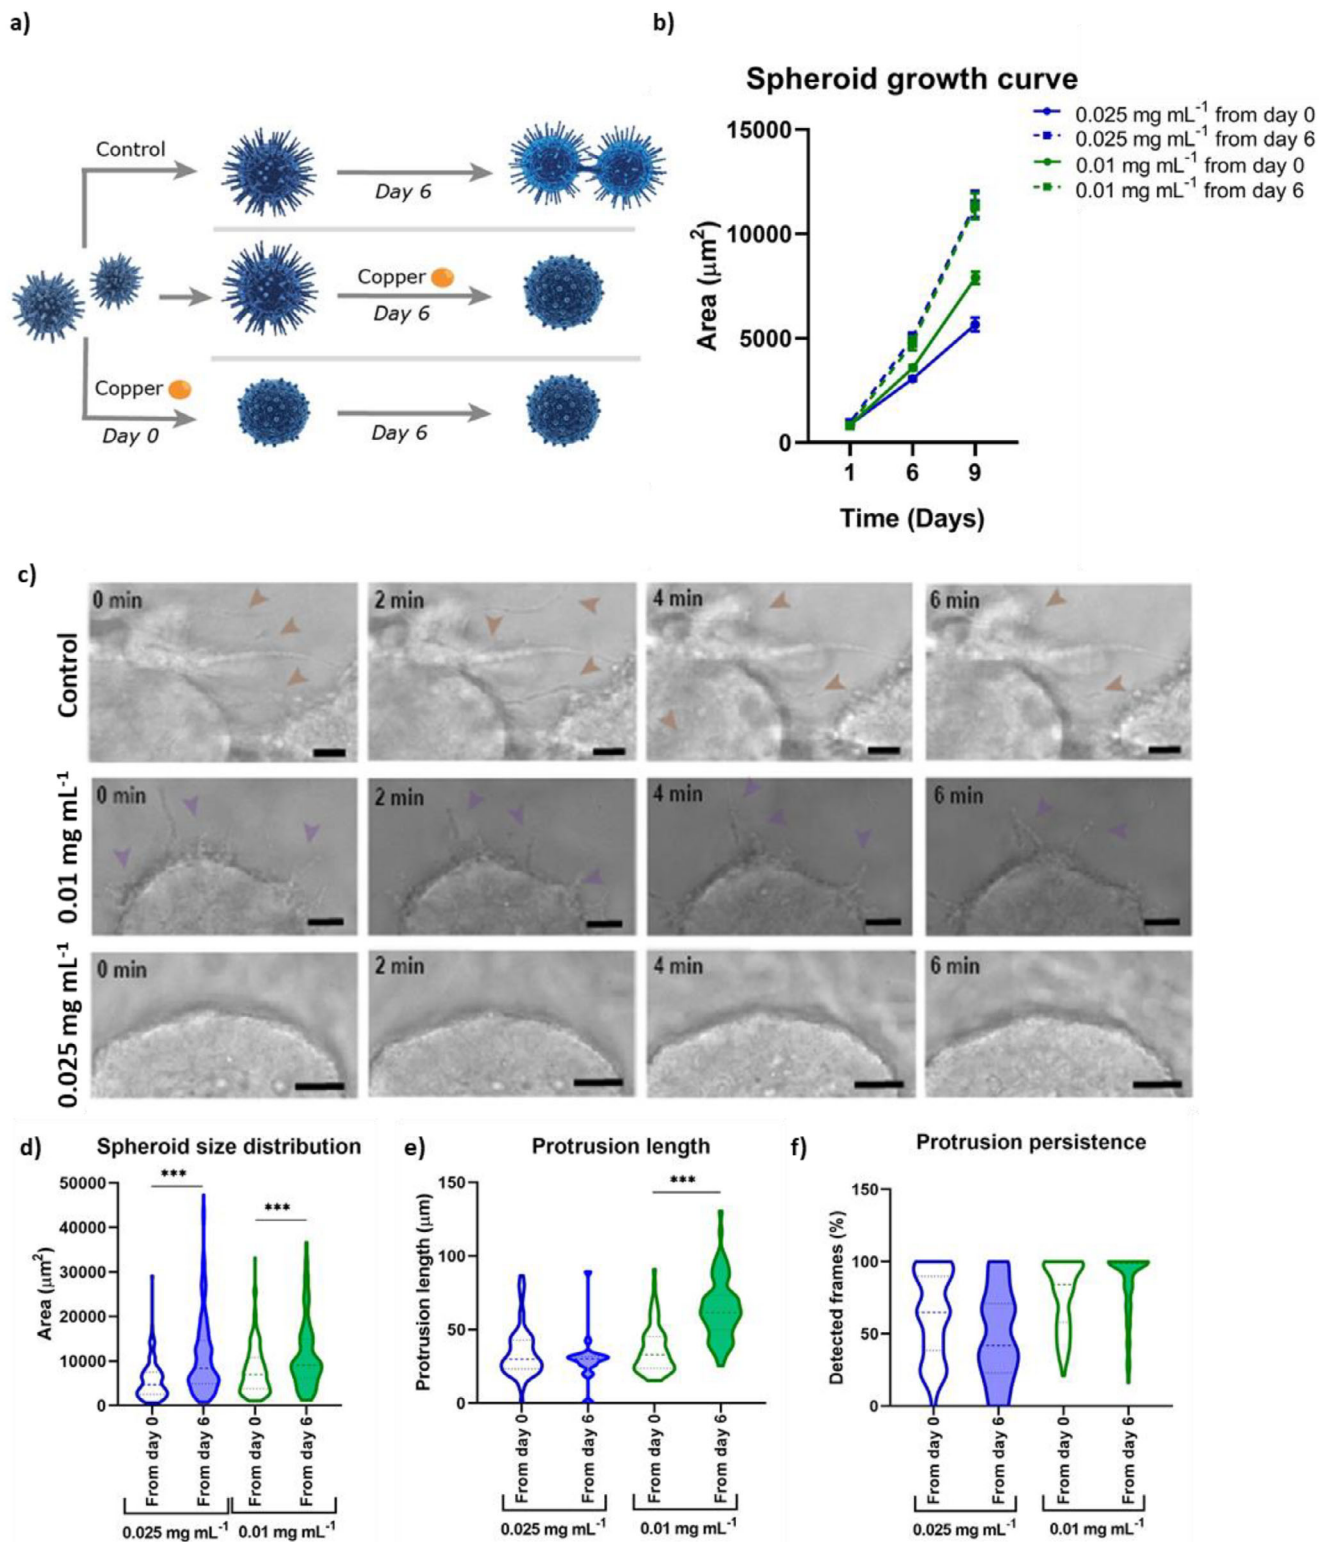 a)
Control
Day 6
Copper
Day 6
Copper
Day 0
Day 6
b)
Spheroid growth curve
0.025 mg mL-1 from day 0
0.025 mg mL-1 from day 6
0.01 mg mL-1 from day 0
0.01 mg mL-1 from day 6
15000
10000
5000
0
Area (μm2)
1 6 9
Time (Days)
c)
Control
0 min 2 min 4 min 6 min
0.01 mg mL-1
0 min 2 min 4 min 6 min
0.025 mg mL-1
0 min 2 min 4 min 6 min
d)
Spheroid size distribution
***
***
50000
40000
30000
20000
10000
0
Area (μm2)
From day 0
From day 6
From day 0
From day 6
0.025 mg mL-1 0.01 mg mL-1
e)
Protrusion length
***
150
100
50
0
Protrusion length (μm)
From day 0
From day 6
From day 0
From day 6
0.025 mg mL-1 0.01 mg mL-1
f)
Protrusion persistence
150
100
50
0
Detected frames (%)
From day 0
From day 6
From day 0
From day 6
0.025 mg mL-1 0.01 mg mL-1